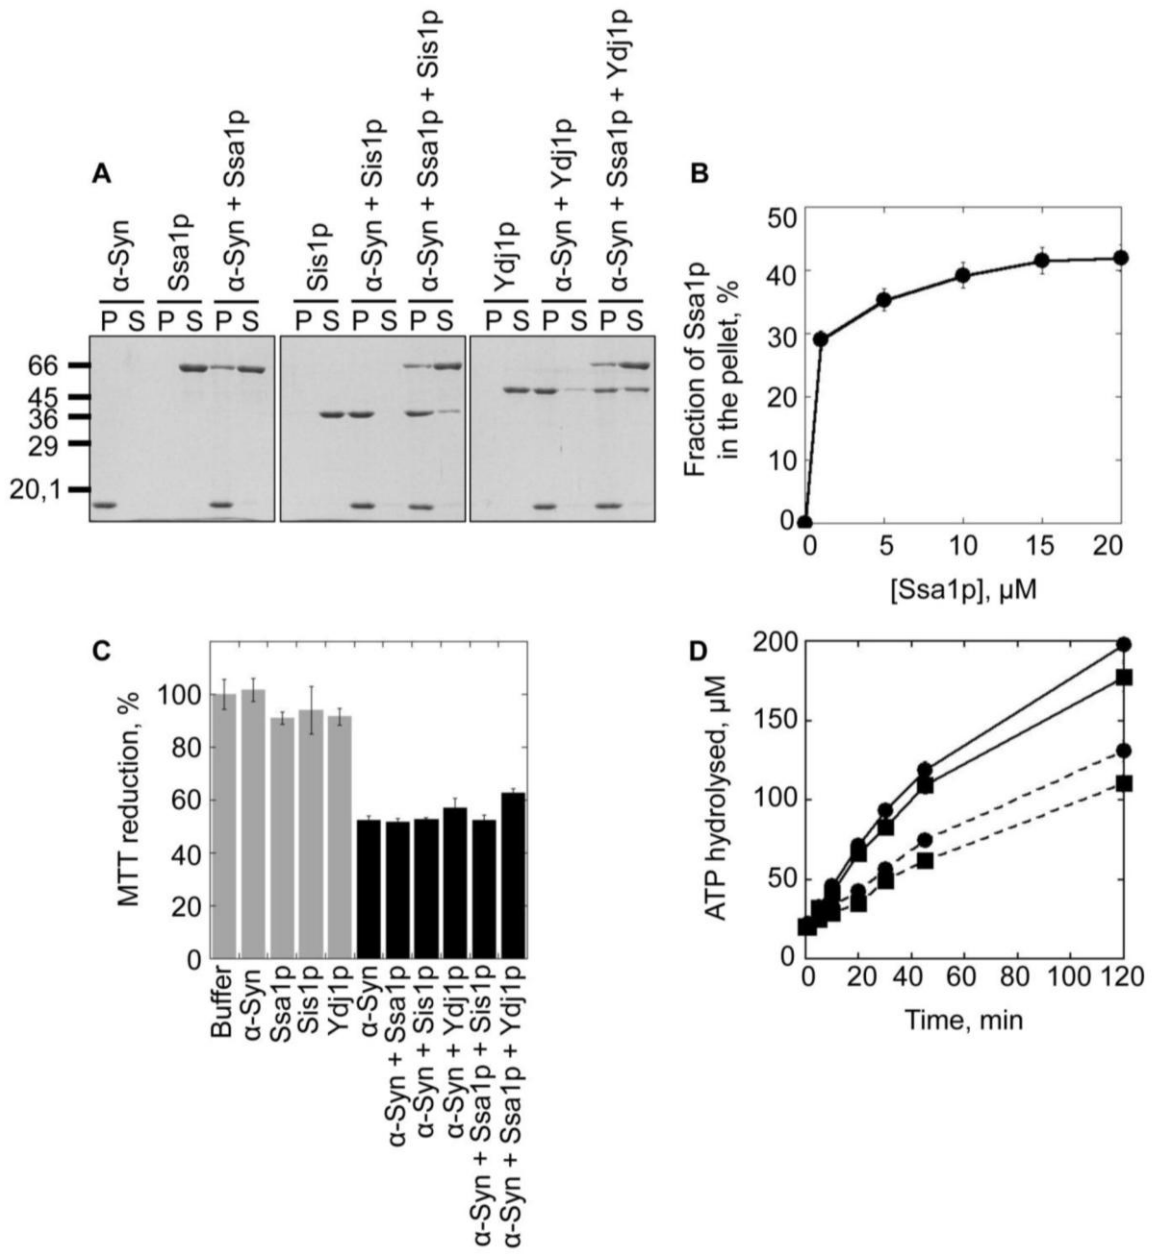 A
α-Syn
Ssa1p
α-Syn + Ssa1p
Sis1p
α-Syn + Sis1p
α-Syn + Ssa1p + Sis1p
Ydj1p
α-Syn + Ydj1p
α-Syn + Ssa1p + Ydj1p
P S P S P S P S P S P S P S P S P S
66
45
36
29
20,1
B
Fraction of Ssa1p
in the pellet, %
50
40
30
20
10
0
0 5 10 15 20
[Ssa1p], μM
C
MTT reduction, %
100
80
60
40
20
0
Buffer
α-Syn
Ssa1p
Sis1p
Ydj1p
α-Syn
α-Syn + Ssa1p
α-Syn + Sis1p
α-Syn + Ydj1p
α-Syn + Ssa1p + Sis1p
α-Syn + Ssa1p + Ydj1p
D
ATP hydrolysed, μM
200
150
100
50
0
0 20 40 60 80 100 120
Time, min